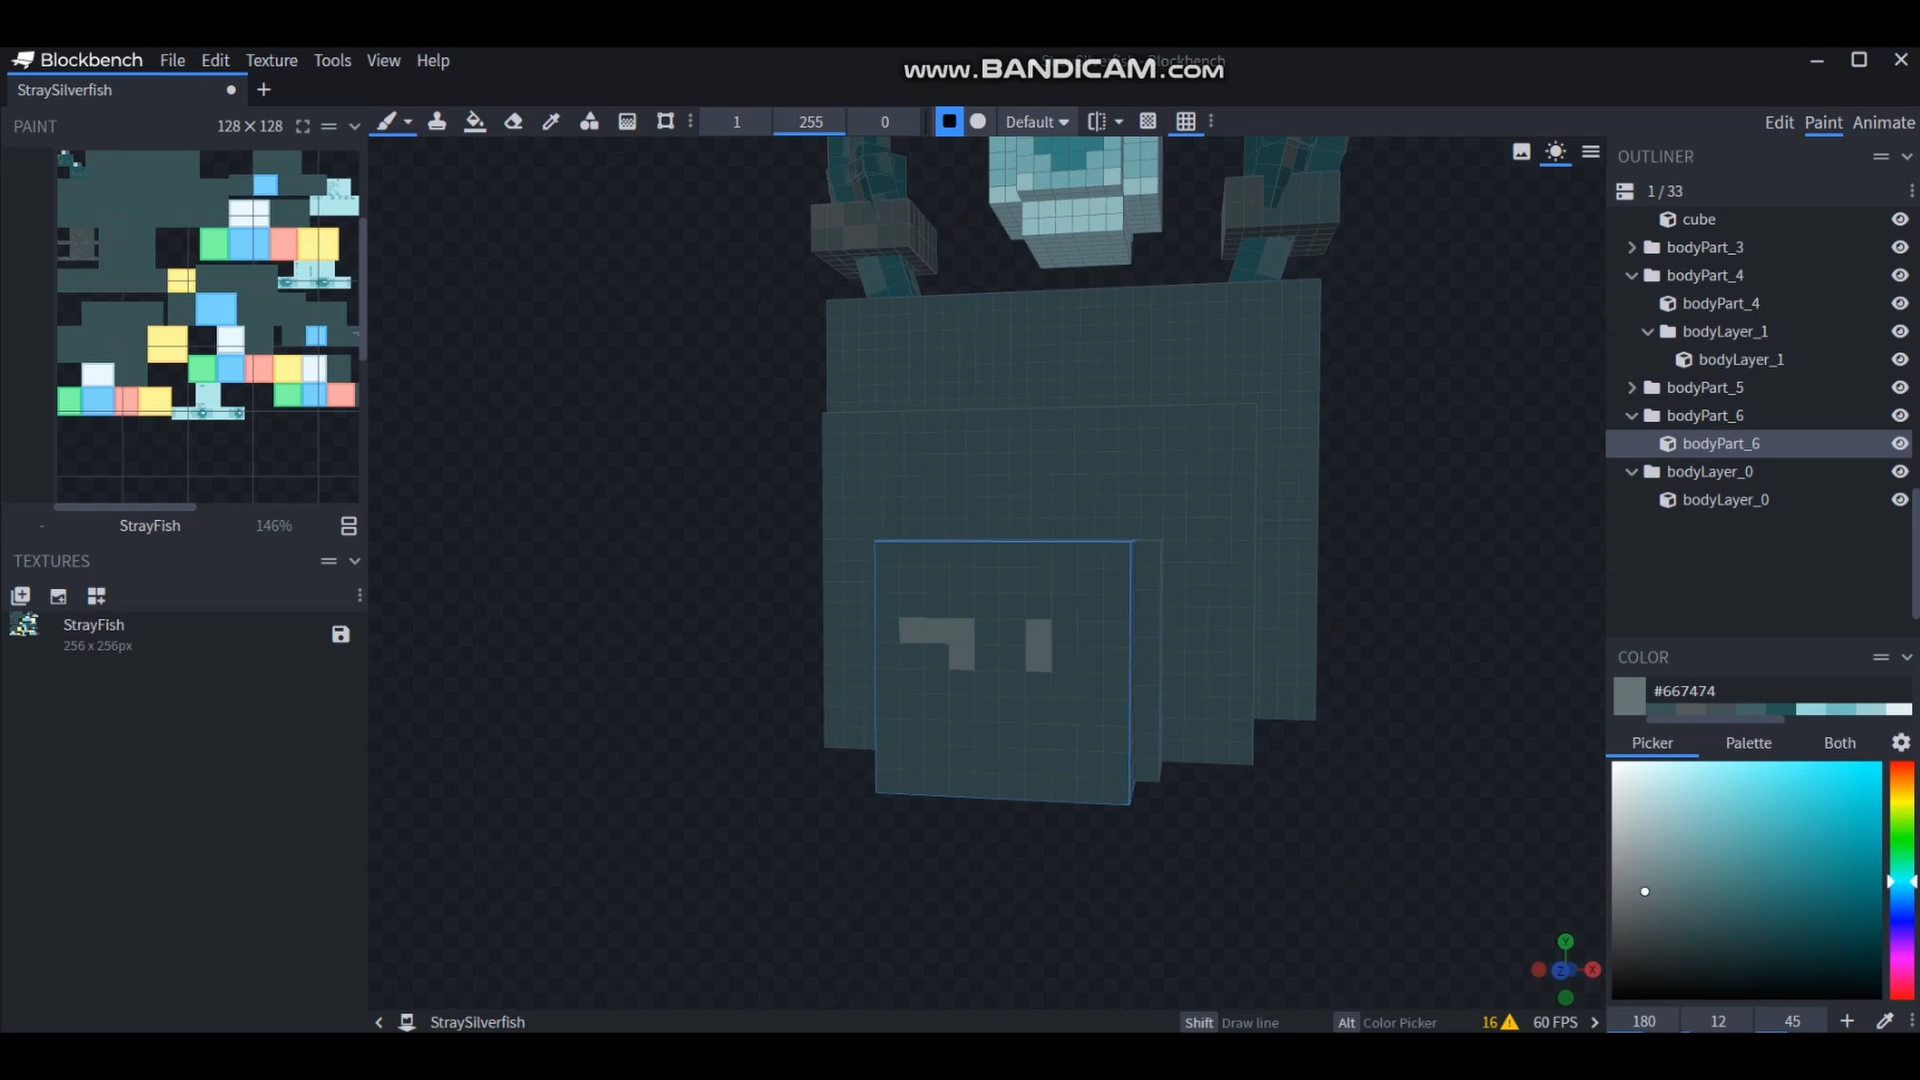 Blockbench File Edit Texture Tools View Help
www.BANDICAM.com
StraySilverfish
PAINT 128 × 128
1 255 0 Default
Edit Paint Animate
OUTLINER
1 / 33
cube
bodyPart_3
bodyPart_4
bodyPart_4
bodyLayer_1
bodyLayer_1
bodyPart_5
bodyPart_6
bodyPart_6
bodyLayer_0
bodyLayer_0
- StrayFish 146%
TEXTURES
StrayFish
256 x 256px
COLOR
#667474
Picker Palette Both
StraySilverfish
Shift Draw line Alt Color Picker 16 60 FPS
180 12 45
X Y Z